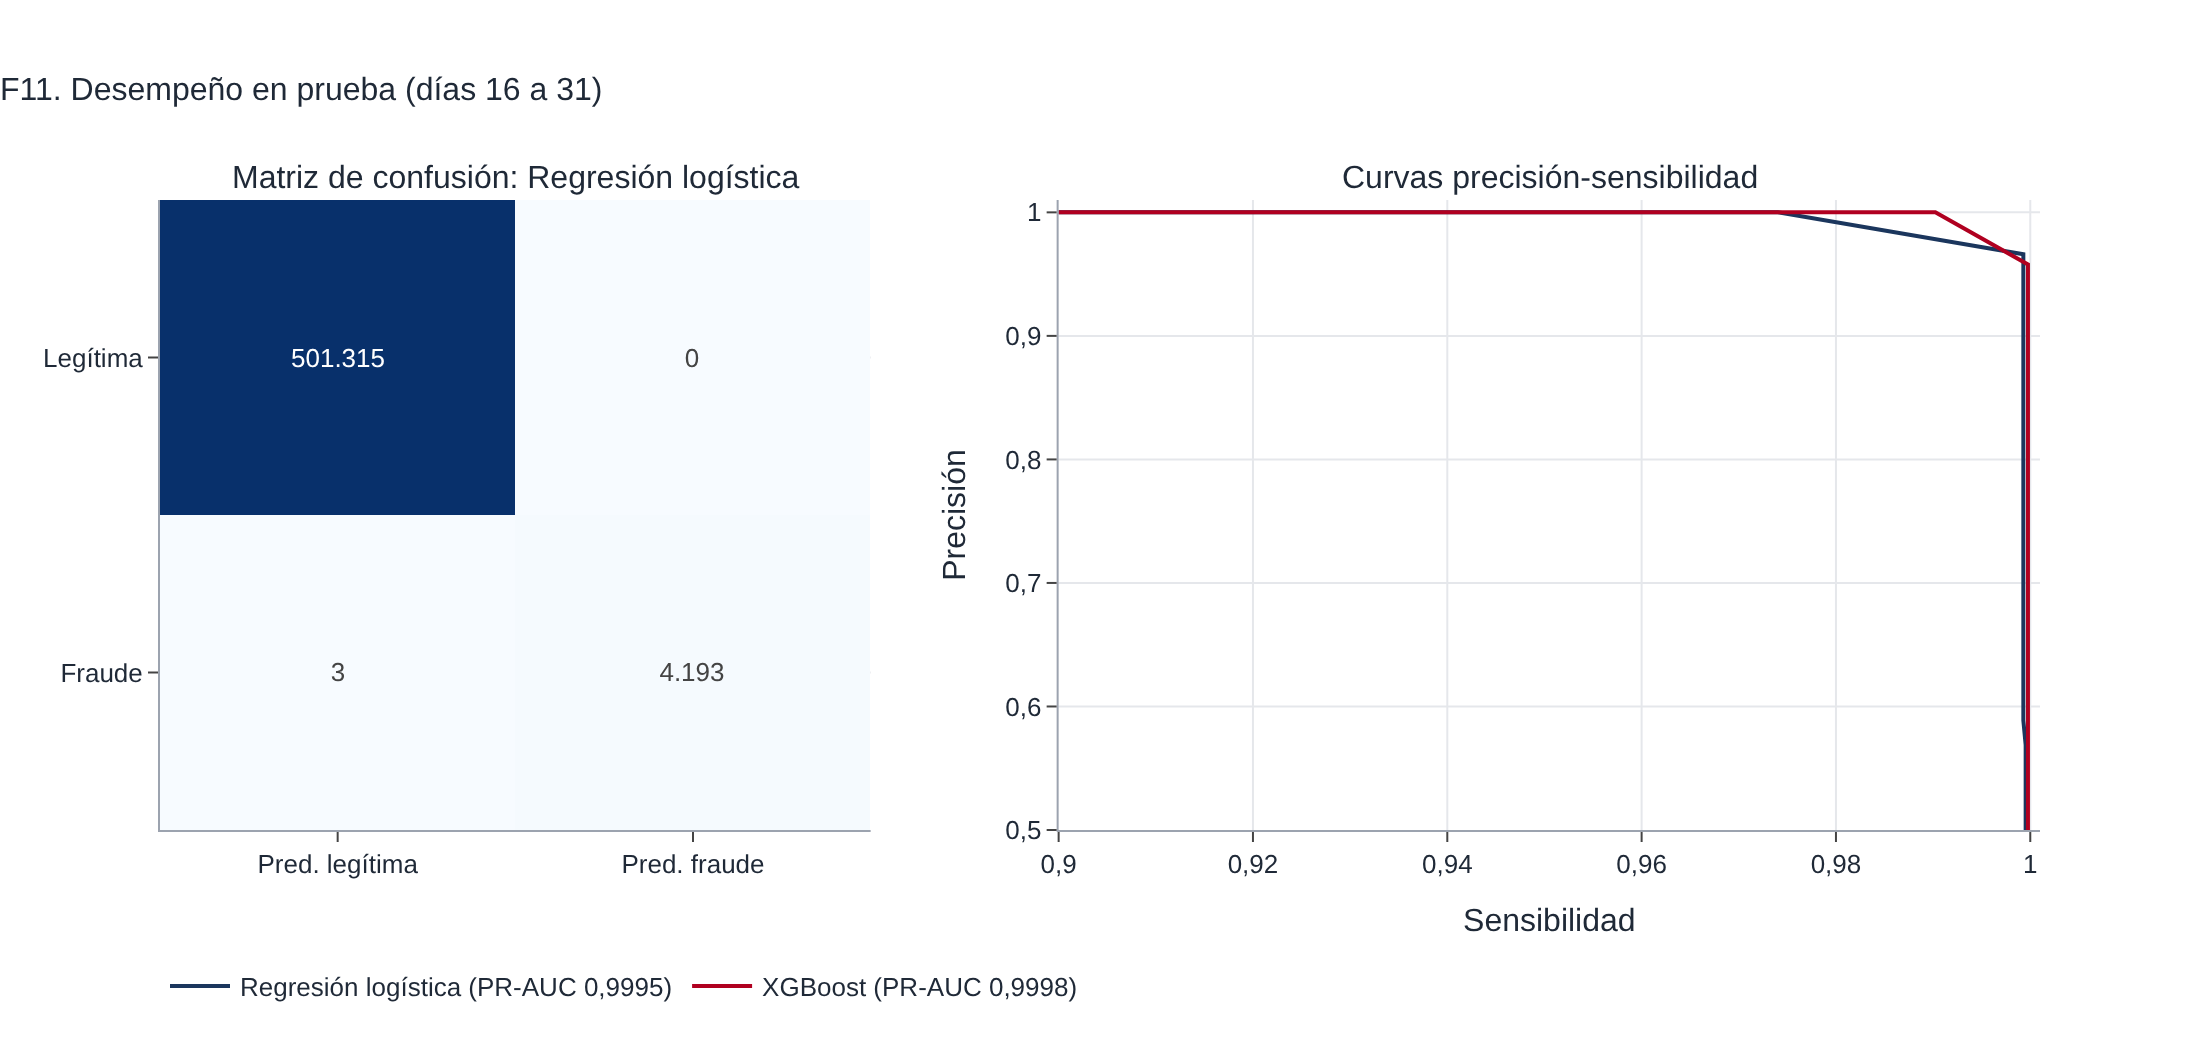 F11. Desempeño en prueba (días 16 a 31)
Matriz de confusión: Regresión logística
Legítima
501.315
0
Fraude
3
4.193
Pred. legítima
Pred. fraude
Curvas precisión-sensibilidad
Precisión
1
0,9
0,8
0,7
0,6
0,5
0,9
0,92
0,94
0,96
0,98
1
Sensibilidad
Regresión logística (PR-AUC 0,9995)
XGBoost (PR-AUC 0,9998)